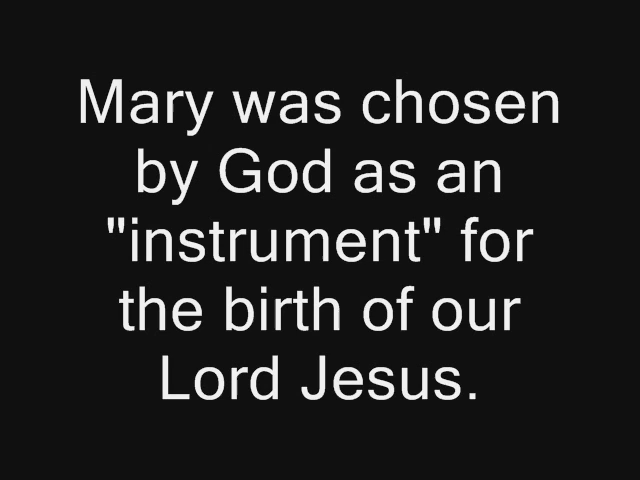 Mary was chosen
by God as an
"instrument" for
the birth of our
Lord Jesus.